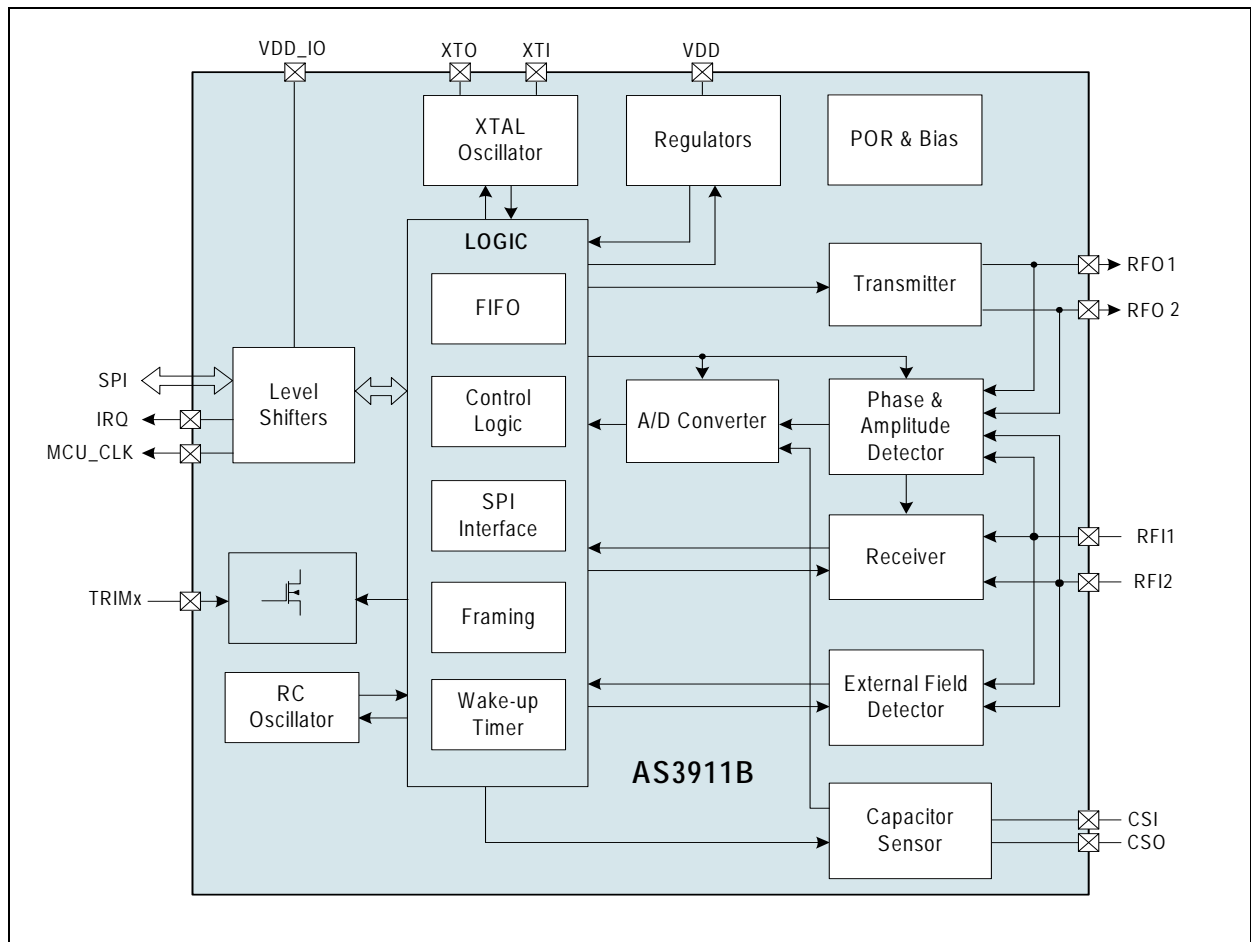 VDD_IO
XTO
XTI
VDD
XTAL
Oscillator
Regulators
POR & Bias
LOGIC
FIFO
Transmitter
RFO1
RFO 2
SPI
IRQ
MCU_CLK
Level
Shifters
Control
Logic
A/D Converter
Phase &
Amplitude
Detector
SPI
Interface
Receiver
RFI1
RFI2
TRIMx
Framing
RC
Oscillator
Wake-up
Timer
External Field
Detector
AS3911B
Capacitor
Sensor
CSI
CSO